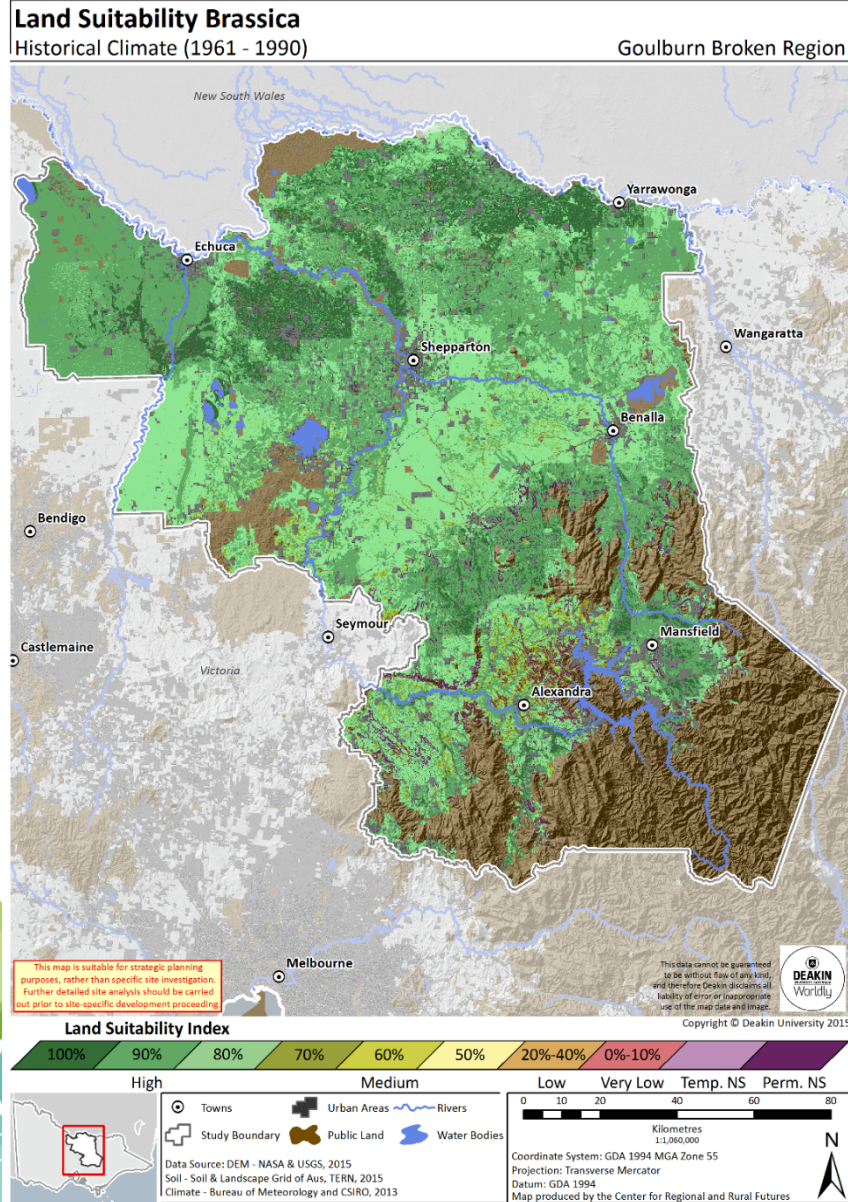 Land Suitability Brassica
Historical Climate (1961 - 1990)
Goulburn Broken Region
New South Wales
Yarrawonga
Echuca
Wangaratta
Shepparton
Benalla
Bendigo
Seymour
Mansfield
Castlemaine
Victoria
Alexandra
Melbourne
This map is suitable for strategic planning
purposes, rather than specific site investigation.
Further detailed site analysis should be carried
out prior to site-specific development proceeding.
This data cannot be guaranteed
to be without flaw of any kind,
and therefore Deakin disclaims all
liability of error or inappropriate
use of the map date and image.
DEAKIN
Worldly
Copyright © Deakin University 2015
Land Suitability Index
100% 90% 80% 70% 60% 50% 20%-40% 0%-10%
High Medium Low Very Low Temp. NS Perm. NS
Towns
Urban Areas
Rivers
Study Boundary
Public Land
Water Bodies
Data Source: DEM - NASA & USGS, 2015
Soil - Soil & Landscape Grid of Aus, TERN, 2015
Climate - Bureau of Meteorology and CSIRO, 2013
0 10 20 40 60 80
Kilometres
1:1,060,000
N
Coordinate System: GDA 1994 MGA Zone 55
Projection: Transverse Mercator
Datum: GDA 1994
Map produced by the Center for Regional and Rural Futures